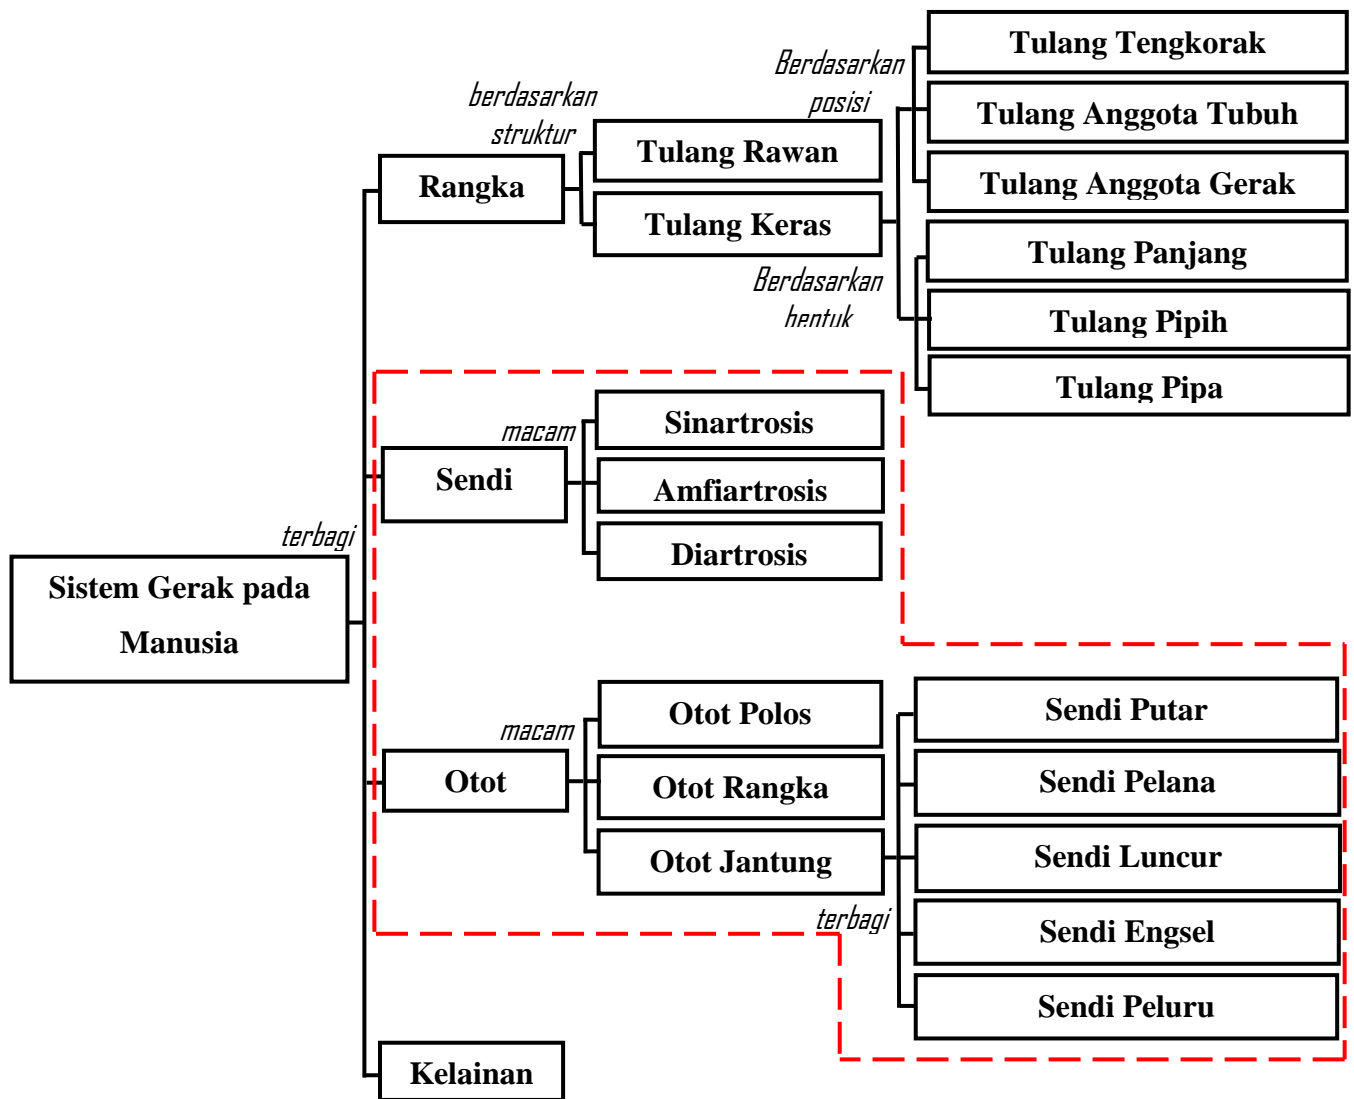 Tulang Tengkorak
Berdasarkan
posisi
Tulang Anggota Tubuh
berdasarkan
struktur
Tulang Rawan
Rangka
Tulang Anggota Gerak
Tulang Keras
Tulang Panjang
Berdasarkan
bentuk
Tulang Pipih
Tulang Pipa
macam
Sinartrosis
Sendi
Amfiartrosis
Diartrosis
terbagi
Sistem Gerak pada
Manusia
macam
Otot Polos
Otot
Otot Rangka
Otot Jantung
terbagi
Sendi Putar
Sendi Pelana
Sendi Luncur
Sendi Engsel
Sendi Peluru
Kelainan